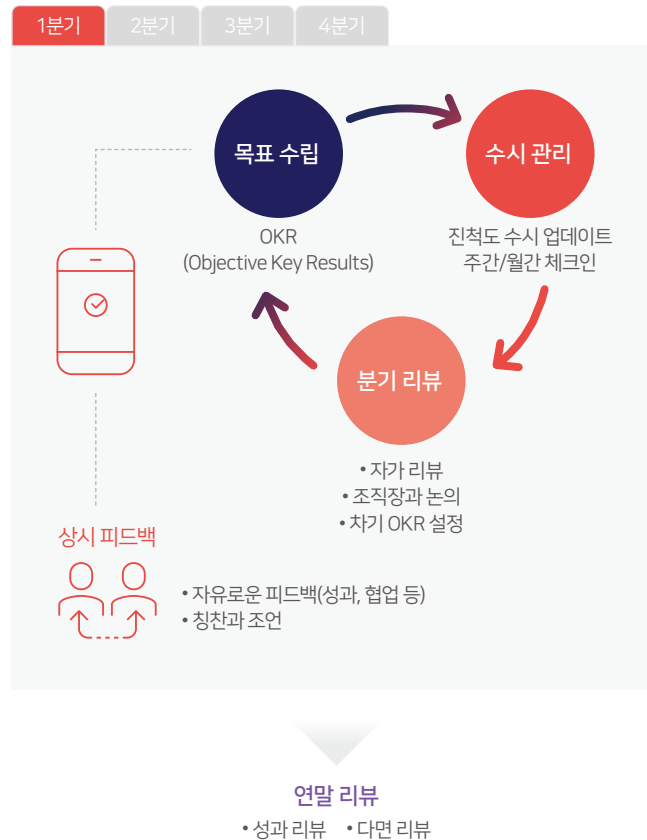 1분기 2분기 3분기 4분기
목표 수립
수시 관리
OKR
(Objective Key Results)
진척도 수시 업데이트
주간/월간 체크인
분기 리뷰
• 자가 리뷰
• 조직장과 논의
• 차기 OKR 설정
상시 피드백
• 자유로운 피드백(성과, 협업 등)
• 칭찬과 조언
연말 리뷰
• 성과 리뷰 • 다면 리뷰